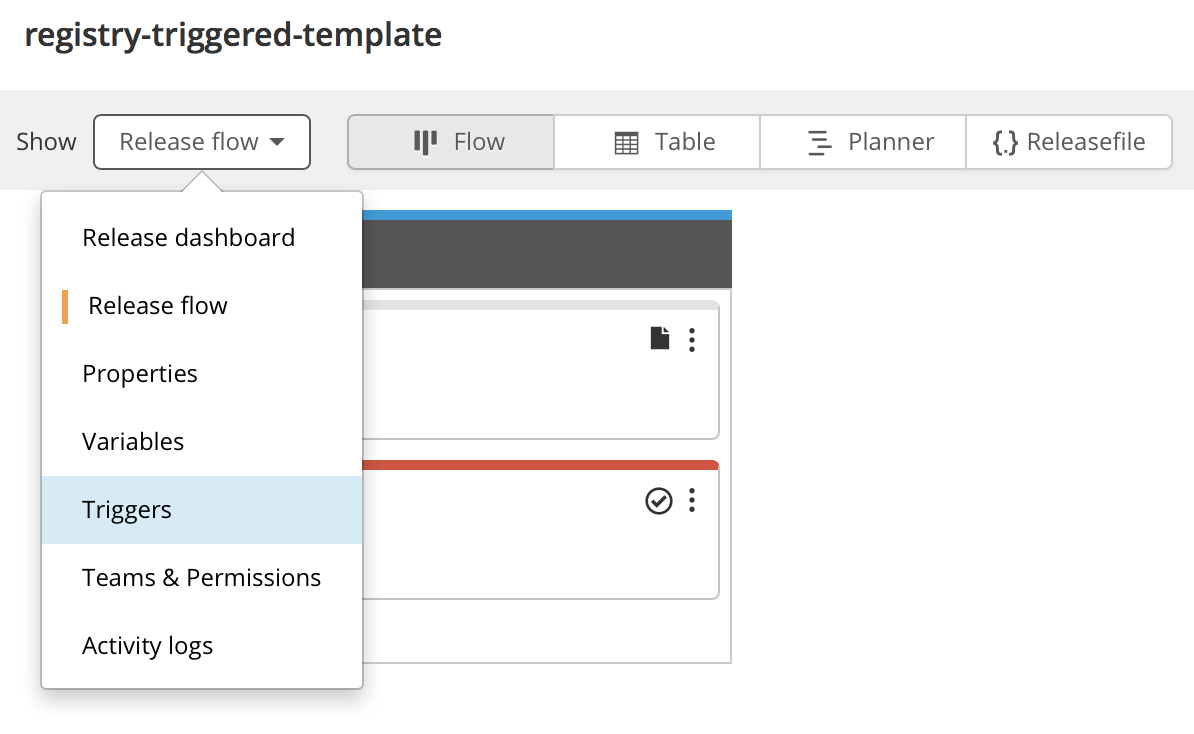 registry-triggered-template
Show Release flow Flow Table Planner {.} Releasefile
Release dashboard
Release flow
Properties
Variables
Triggers
Teams & Permissions
Activity logs